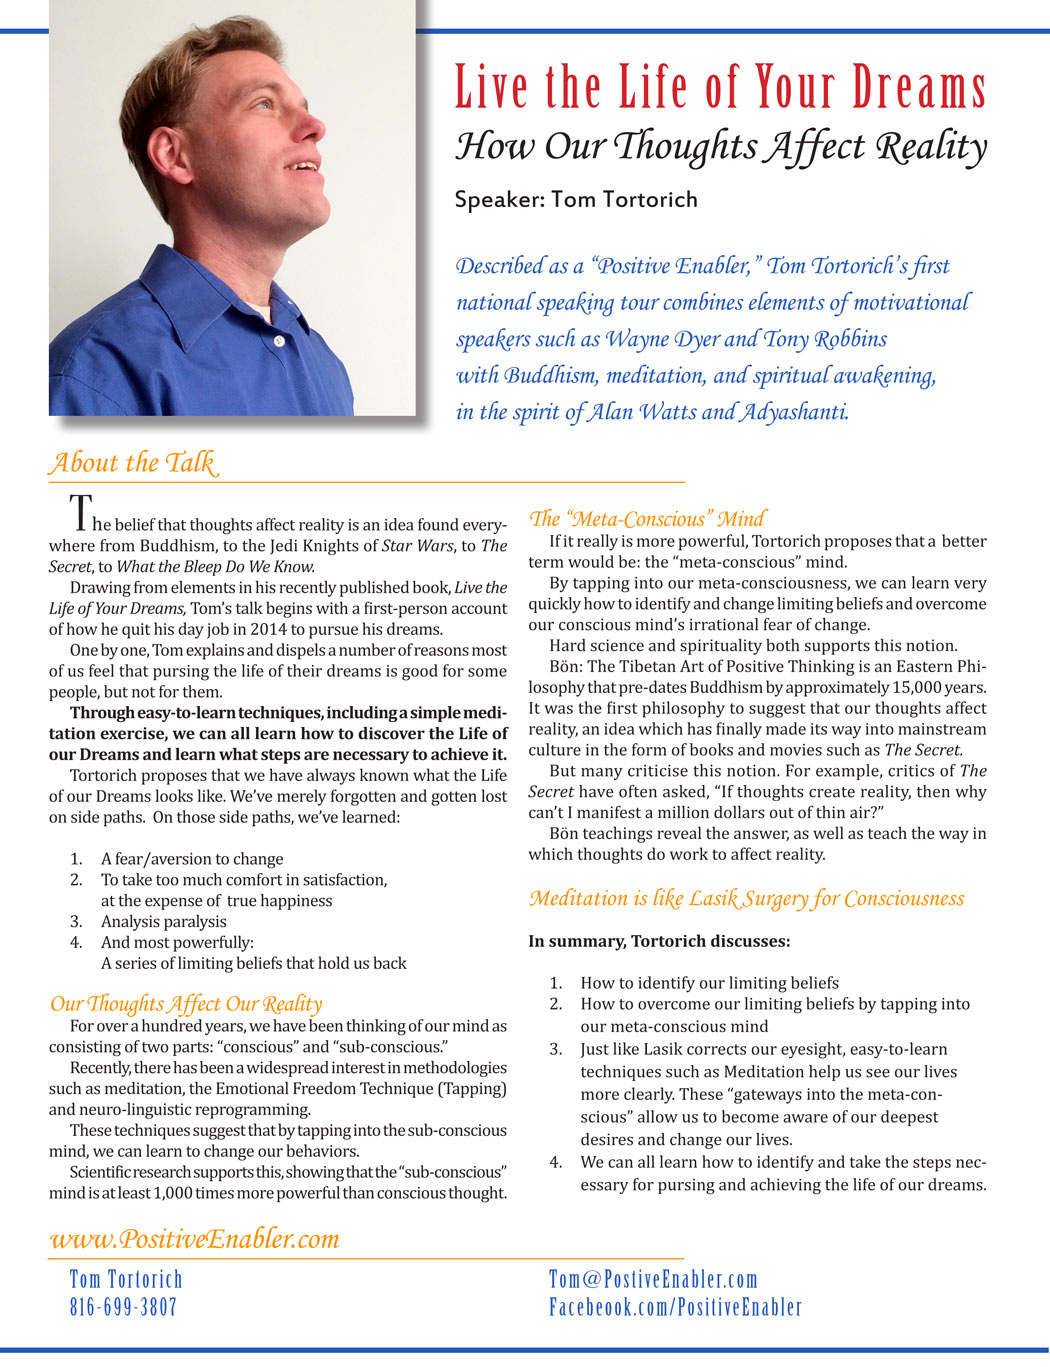 Live the Life of Your Dreams
How Our Thoughts Affect Reality
Speaker: Tom Tortorich
Described as a “Positive Enabler,” Tom Tortorich’s first
national speaking tour combines elements of motivational
speakers such as Wayne Dyer and Tony Robbins
with Buddhism, meditation, and spiritual awakening,
in the spirit of Alan Watts and Adyashanti.
About the Talk
The belief that thoughts affect reality is an idea found every-
where from Buddhism, to the Jedi Knights of Star Wars, to The
Secret, to What the Bleep Do We Know.
Drawing from elements in his recently published book, Live the
Life of Your Dreams, Tom’s talk begins with a first-person account
of how he quit his day job in 2014 to pursue his dreams.
One by one, Tom explains and dispels a number of reasons most
of us feel that pursing the life of their dreams is good for some
people, but not for them.
Through easy-to-learn techniques, including a simple medi-
tation exercise, we can all learn how to discover the Life of
our Dreams and learn what steps are necessary to achieve it.
Tortorich proposes that we have always known what the Life
of our Dreams looks like. We’ve merely forgotten and gotten lost
on side paths. On those side paths, we’ve learned:
1. A fear/aversion to change
2. To take too much comfort in satisfaction,
at the expense of true happiness
3. Analysis paralysis
4. And most powerfully:
A series of limiting beliefs that hold us back
Our Thoughts Affect Our Reality
For over a hundred years, we have been thinking of our mind as
consisting of two parts: “conscious” and “sub-conscious.”
Recently, there has been a widespread interest in methodologies
such as meditation, the Emotional Freedom Technique (Tapping)
and neuro-linguistic reprogramming.
These techniques suggest that by tapping into the sub-conscious
mind, we can learn to change our behaviors.
Scientific research supports this, showing that the “sub-conscious”
mind is at least 1,000 times more powerful than conscious thought.
The “Meta-Conscious” Mind
If it really is more powerful, Tortorich proposes that a better
term would be: the “meta-conscious” mind.
By tapping into our meta-consciousness, we can learn very
quickly how to identify and change limiting beliefs and overcome
our conscious mind’s irrational fear of change.
Hard science and spirituality both supports this notion.
Bön: The Tibetan Art of Positive Thinking is an Eastern Phi-
losophy that pre-dates Buddhism by approximately 15,000 years.
It was the first philosophy to suggest that our thoughts affect
reality, an idea which has finally made its way into mainstream
culture in the form of books and movies such as The Secret.
But many criticise this notion. For example, critics of The
Secret have often asked, “If thoughts create reality, then why
can’t I manifest a million dollars out of thin air?”
Bön teachings reveal the answer, as well as teach the way in
which thoughts do work to affect reality.
Meditation is like Lasik Surgery for Consciousness
In summary, Tortorich discusses:
1. How to identify our limiting beliefs
2. How to overcome our limiting beliefs by tapping into
our meta-conscious mind
3. Just like Lasik corrects our eyesight, easy-to-learn
techniques such as Meditation help us see our lives
more clearly. These “gateways into the meta-con-
scious” allow us to become aware of our deepest
desires and change our lives.
4. We can all learn how to identify and take the steps nec-
essary for pursing and achieving the life of our dreams.
www.PositiveEnabler.com
Tom Tortorich
816-699-3807
Tom@PostiveEnabler.com
Facebeook.com/PositiveEnabler